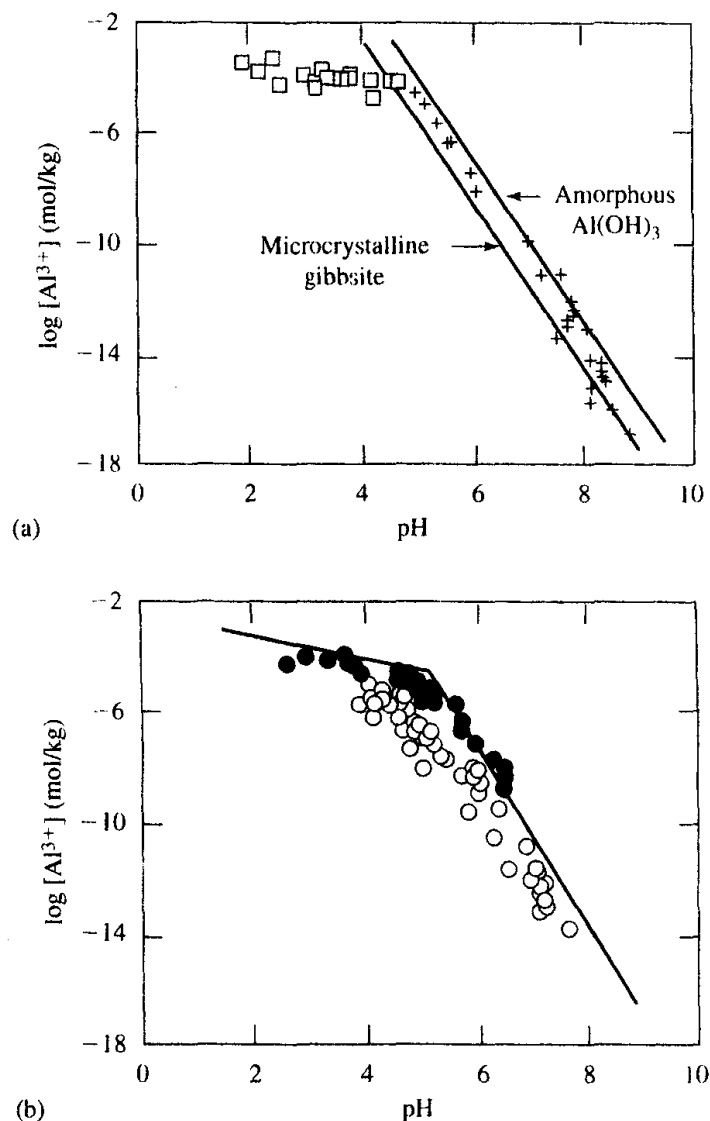 −2
−6
−10
−14
−18
log [Al³⁺] (mol/kg)
Amorphous
Al(OH)₃
Microcrystalline
gibbsite
0 2 4 6 8 10
pH
(a)
−2
−6
−10
−14
−18
log [Al³⁺] (mol/kg)
0 2 4 6 8 10
pH
(b)